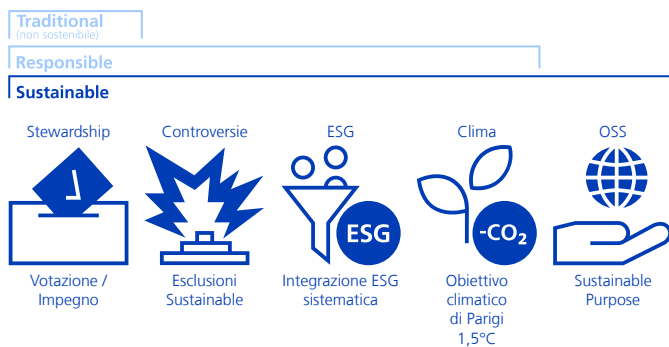 Traditional
(non sostenibile)
Responsible
Sustainable
Stewardship
Controversie
ESG
Clima
OSS
ESG
-CO₂
Votazione /
Impegno
Esclusioni
Sustainable
Integrazione ESG
sistematica
Obiettivo
climatico
di Parigi
1,5°C
Sustainable
Purpose